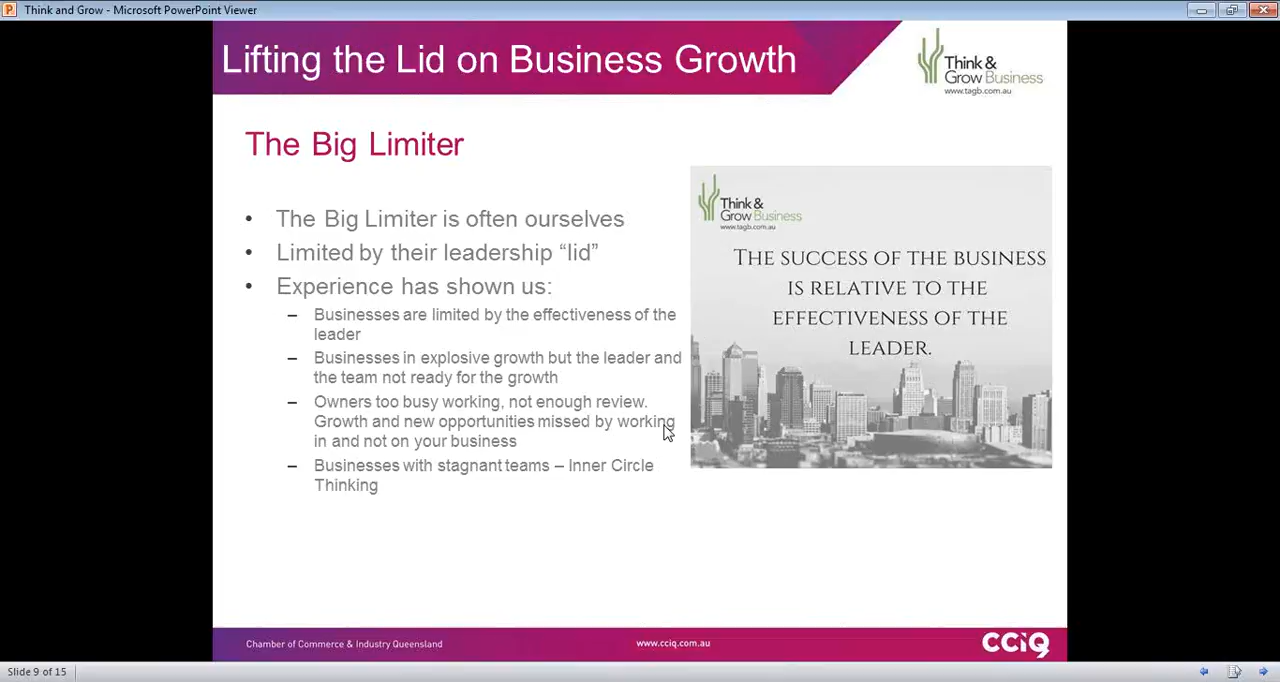 Think and Grow - Microsoft PowerPoint Viewer
Lifting the Lid on Business Growth
Think &
Grow Business
www.tagb.com.au
The Big Limiter
• The Big Limiter is often ourselves
• Limited by their leadership “lid”
• Experience has shown us:
– Businesses are limited by the effectiveness of the
leader
– Businesses in explosive growth but the leader and
the team not ready for the growth
– Owners too busy working, not enough review.
Growth and new opportunities missed by working
in and not on your business
– Businesses with stagnant teams – Inner Circle
Thinking
Think &
Grow Business
www.tagb.com.au
THE SUCCESS OF THE BUSINESS
IS RELATIVE TO THE
EFFECTIVENESS OF THE
LEADER.
Chamber of Commerce & Industry Queensland
www.cciq.com.au
CCIQ
Slide 9 of 15